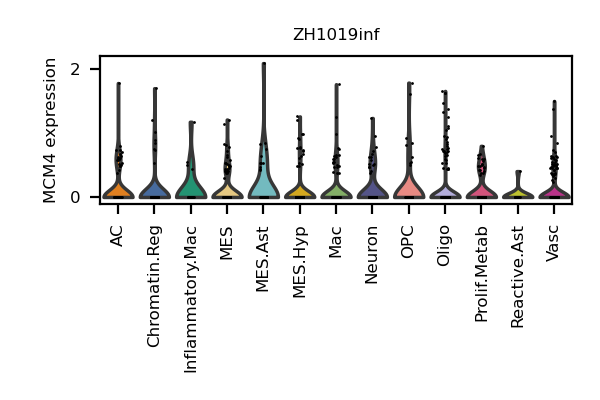 ZH1019inf
MCM4 expression
2
0
AC
Chromatin.Reg
Inflammatory.Mac
MES
MES.Ast
MES.Hyp
Mac
Neuron
OPC
Oligo
Prolif.Metab
Reactive.Ast
Vasc